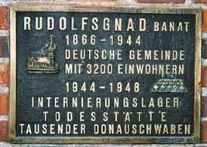 RUDOLFSGNAD BANAT
1866-1944
DEUTSCHE GEMEINDE
MIT 3200 EINWOHNERN
1944-1948
INTERNIERUNGSLAGER
TODESSTÄTTE
TAUSENDER DONAUSCHWABEN